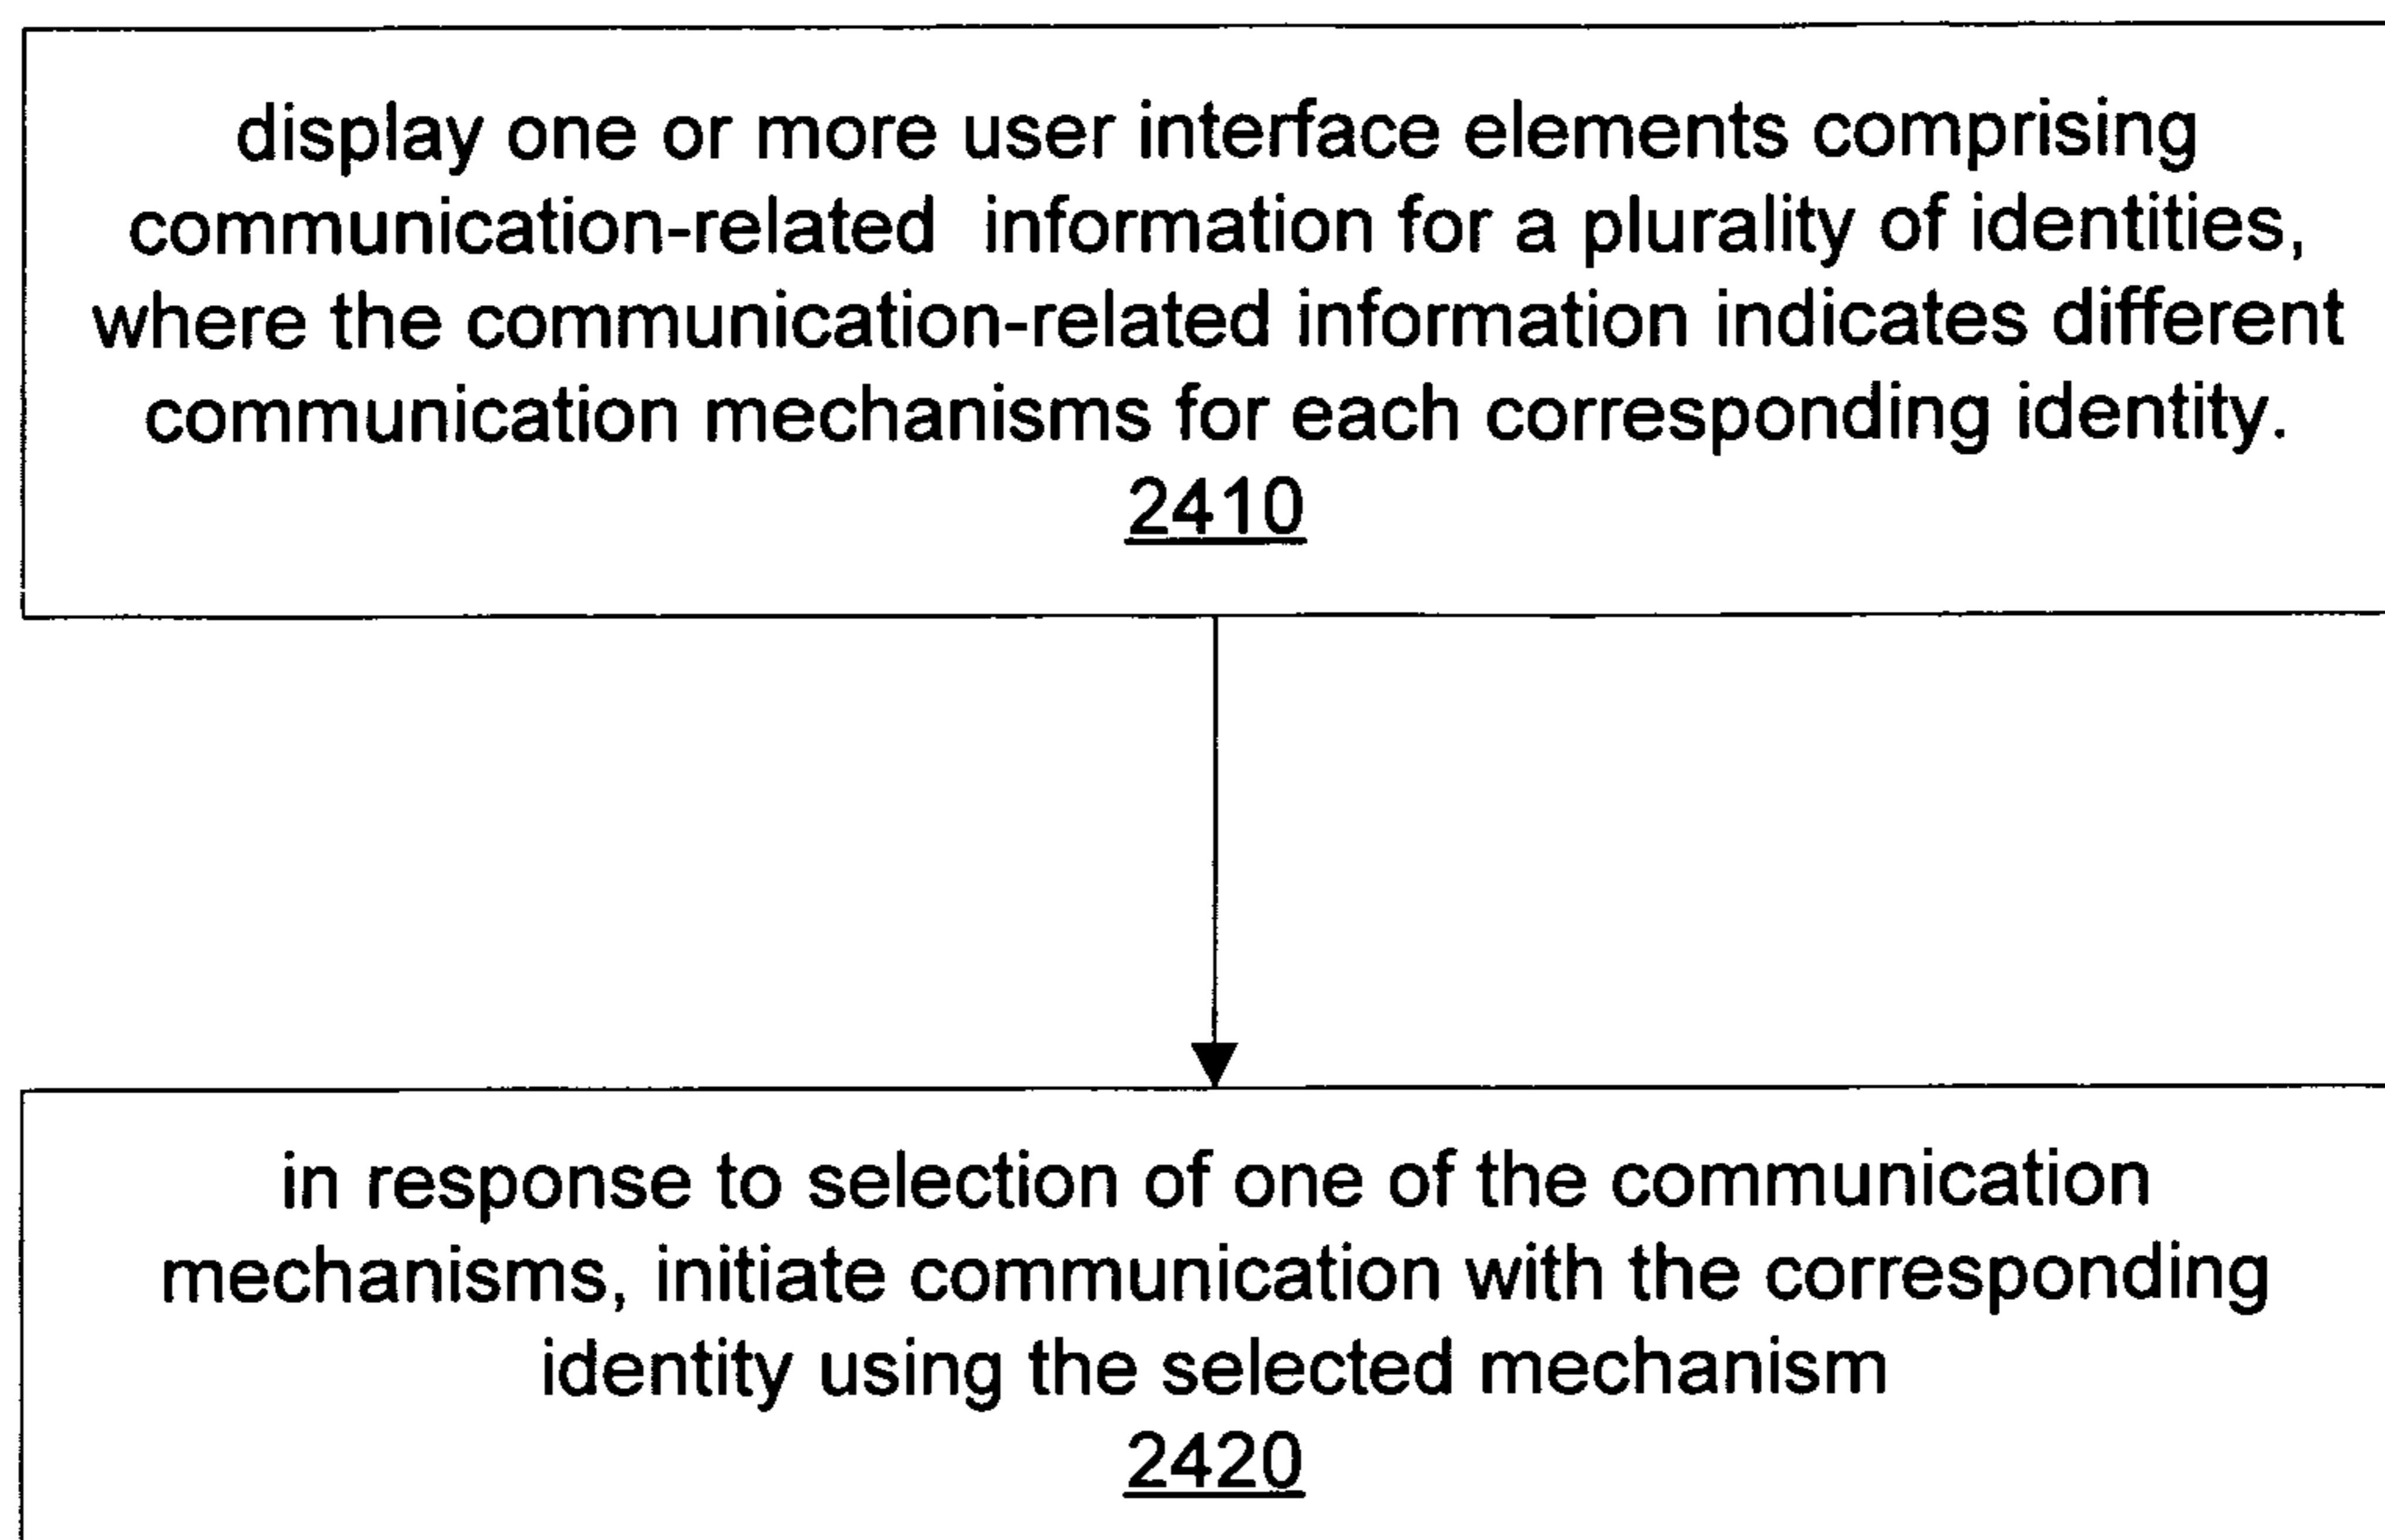 display one or more user interface elements comprising
communication-related information for a plurality of identities,
where the communication-related information indicates different
communication mechanisms for each corresponding identity.
2410
in response to selection of one of the communication
mechanisms, initiate communication with the corresponding
identity using the selected mechanism
2420